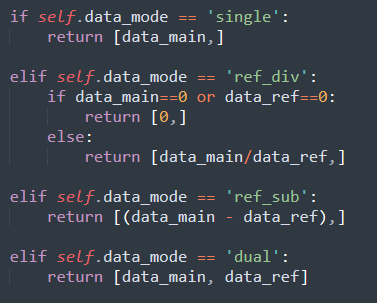 if self.data_mode == 'single':
    return [data_main,]
elif self.data_mode == 'ref_div':
    if data_main==0 or data_ref==0:
        return [0,]
    else:
        return [data_main/data_ref,]
elif self.data_mode == 'ref_sub':
    return [(data_main - data_ref),]
elif self.data_mode == 'dual':
    return [data_main, data_ref]